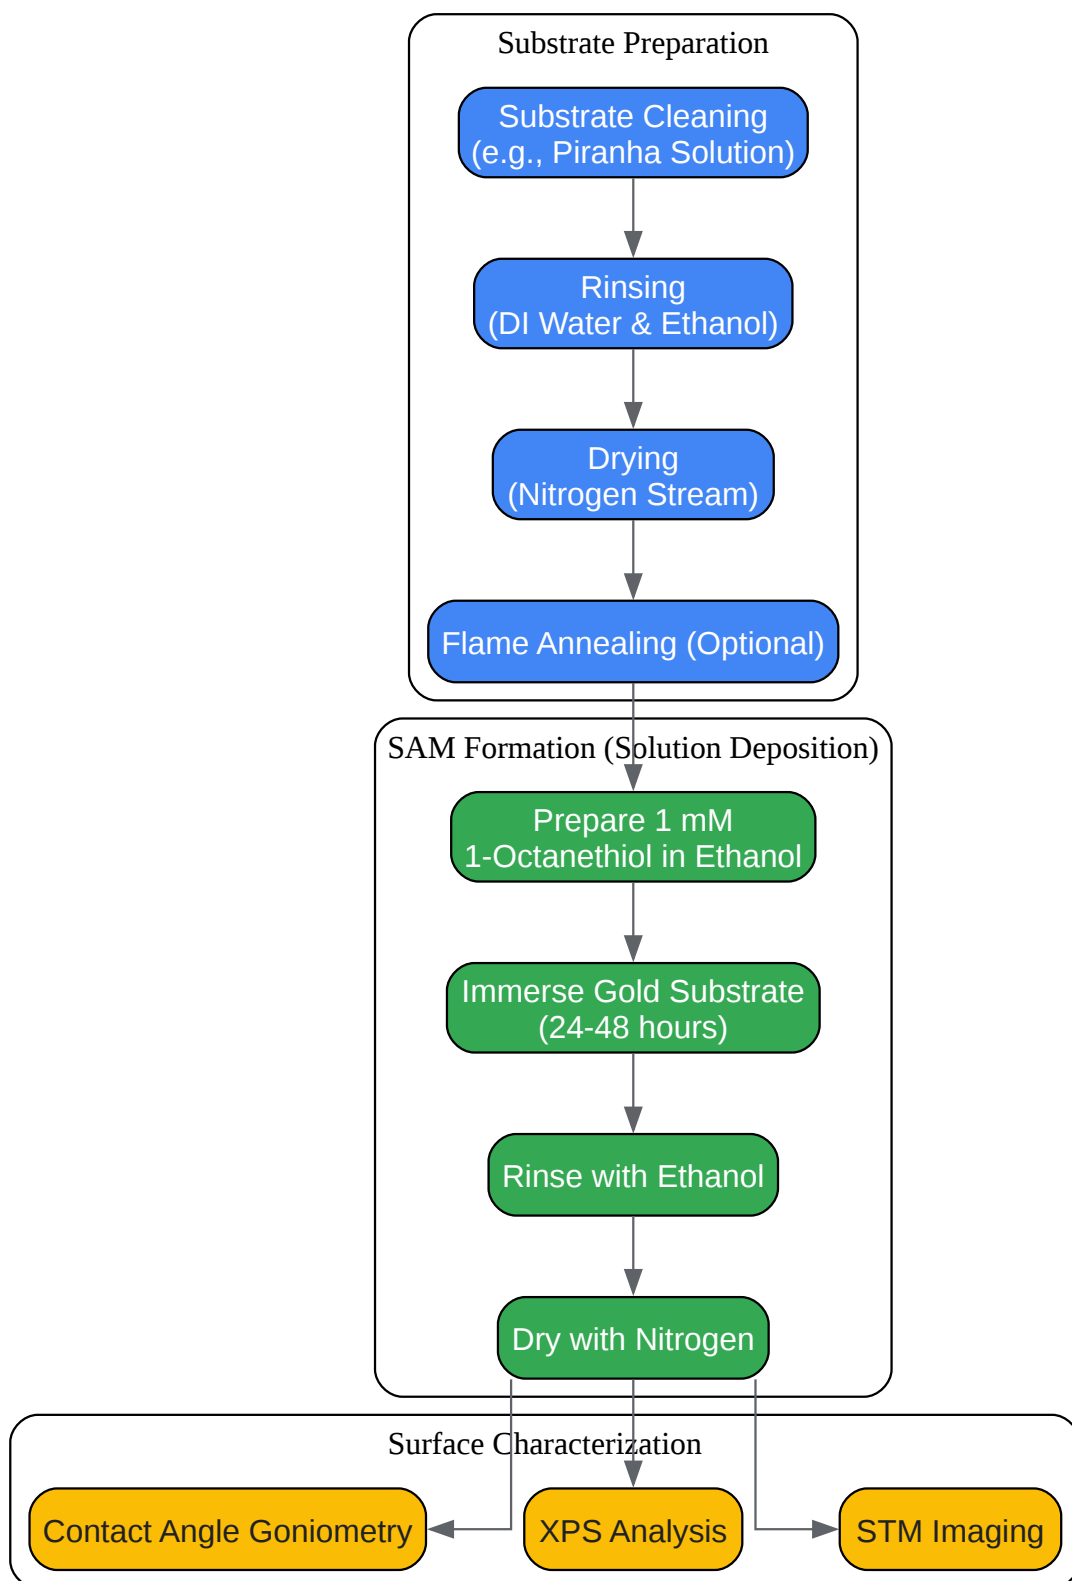 Substrate Preparation
Substrate Cleaning
(e.g., Piranha Solution)
Rinsing
(DI Water & Ethanol)
Drying
(Nitrogen Stream)
Flame Annealing (Optional)
SAM Formation (Solution Deposition)
Prepare 1 mM
1-Octanethiol in Ethanol
Immerse Gold Substrate
(24-48 hours)
Rinse with Ethanol
Dry with Nitrogen
Surface Characterization
Contact Angle Goniometry
XPS Analysis
STM Imaging